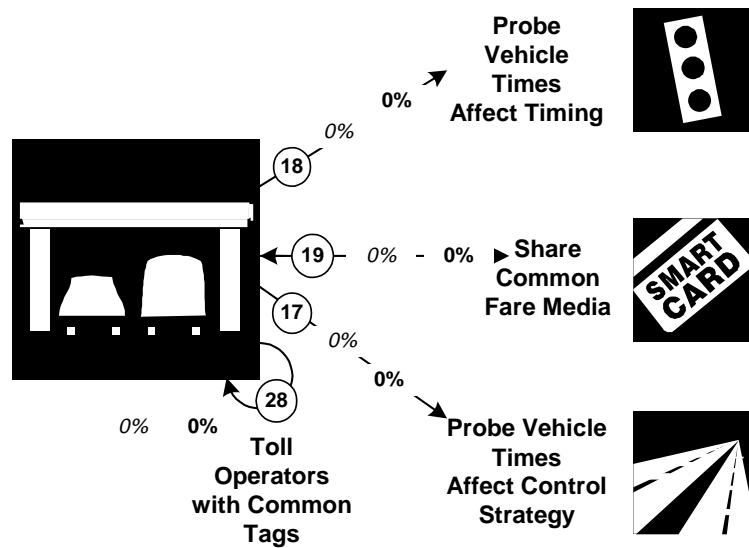 Probe
Vehicle
Times
Affect Timing
0%
0%
18
19
0%
0%
Share
Common
Fare Media
SMART
CARD
17
0%
0%
28
0%
0%
Toll
Operators
with Common
Tags
Probe Vehicle
Times
Affect Control
Strategy